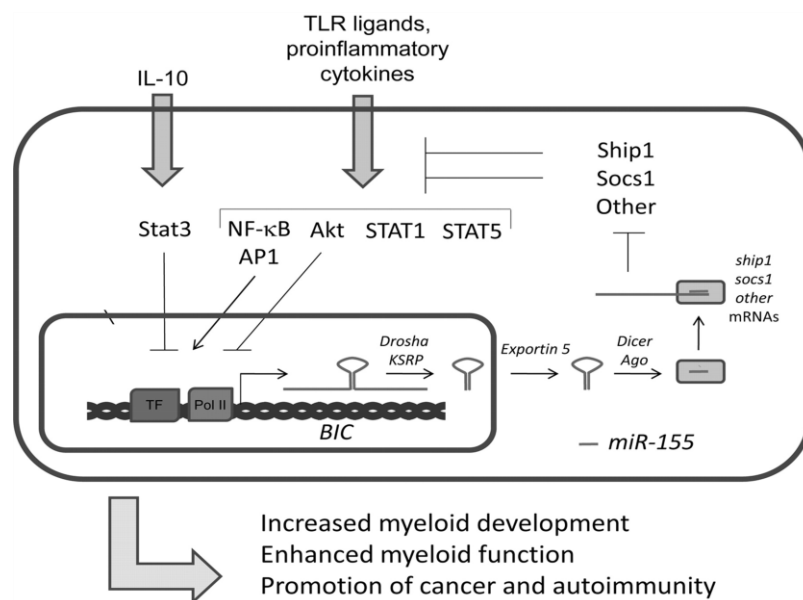 TLR ligands,
proinflammatory
cytokines
IL-10
Ship1
Socs1
Other
Stat3
NF-κB
AP1
Akt
STAT1
STAT5
ship1
socs1
other
mRNAs
Drosha
KSRP
Exportin 5
Dicer
Ago
TF
Pol II
BIC
miR-155
Increased myeloid development
Enhanced myeloid function
Promotion of cancer and autoimmunity